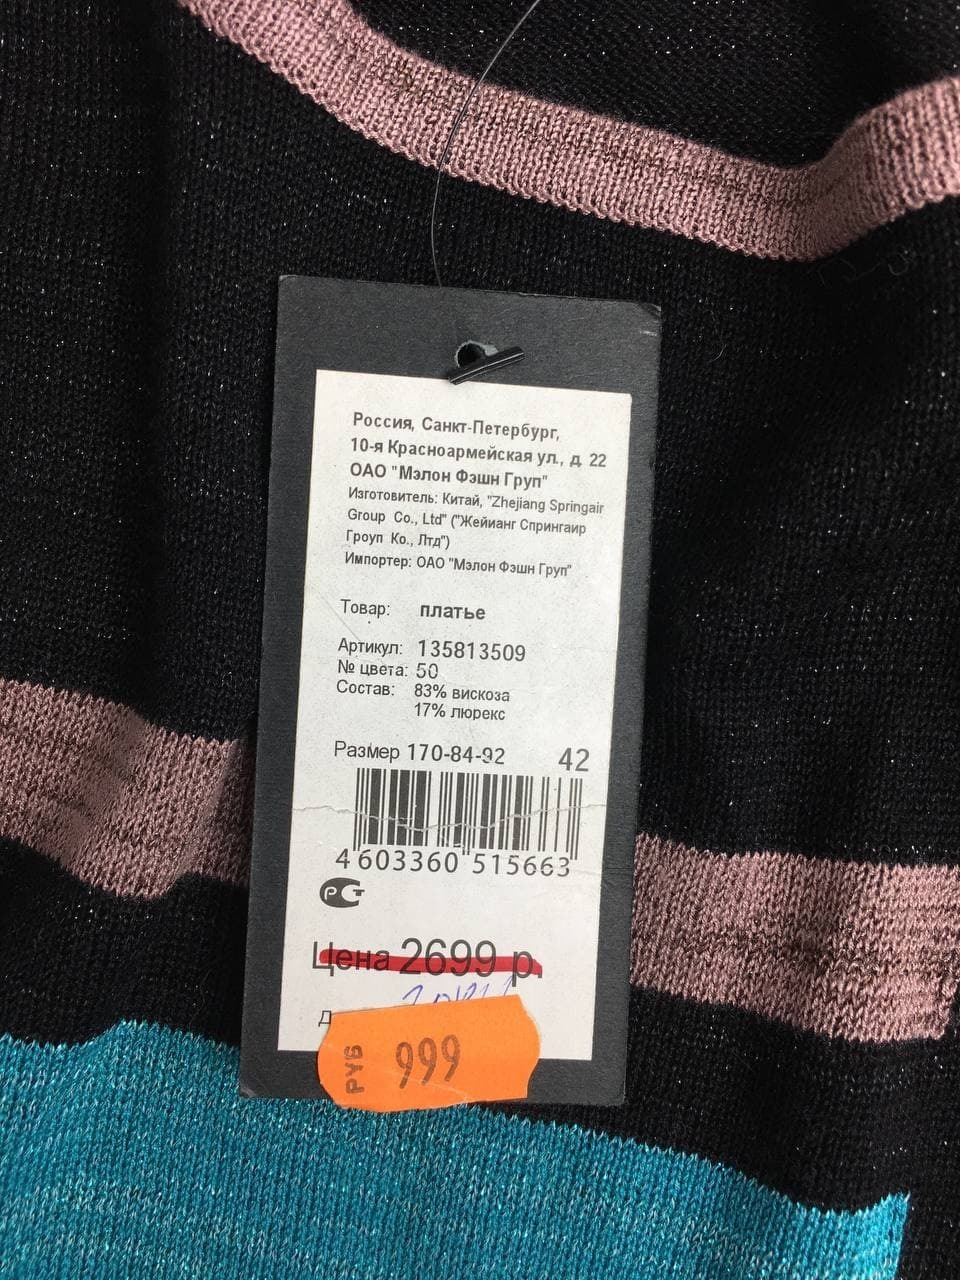 Россия, Санкт-Петербург,
10-я Красноармейская ул., д. 22
ОАО "Мэлон Фэшн Груп"
Изготовитель: Китай, "Zhejiang Springair
Group Co., Ltd" ("Жейианг Спрингаир
Гроуп Ко., Лтд")
Импортер: ОАО "Мэлон Фэшн Груп"
Товар: платье
Артикул: 135813509
№ цвета: 50
Состав: 83% вискоза
17% люрекс
Размер 170-84-92 42
4 603360 515663
РСТ
Цена 2699 р.
РУБ 999